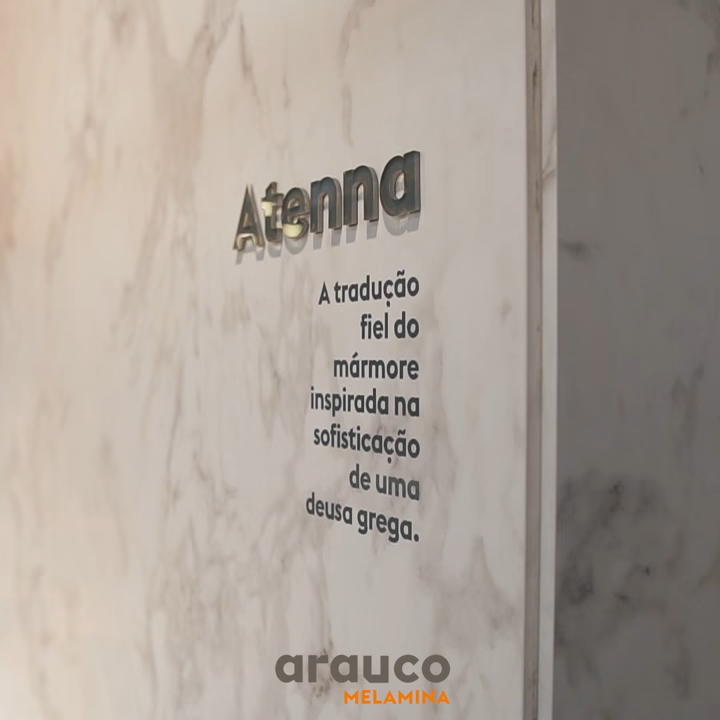 Atenna
A tradução
fiel do
mármore
inspirada na
sofisticação
de uma
deusa grega.
arauco
MELAMINA